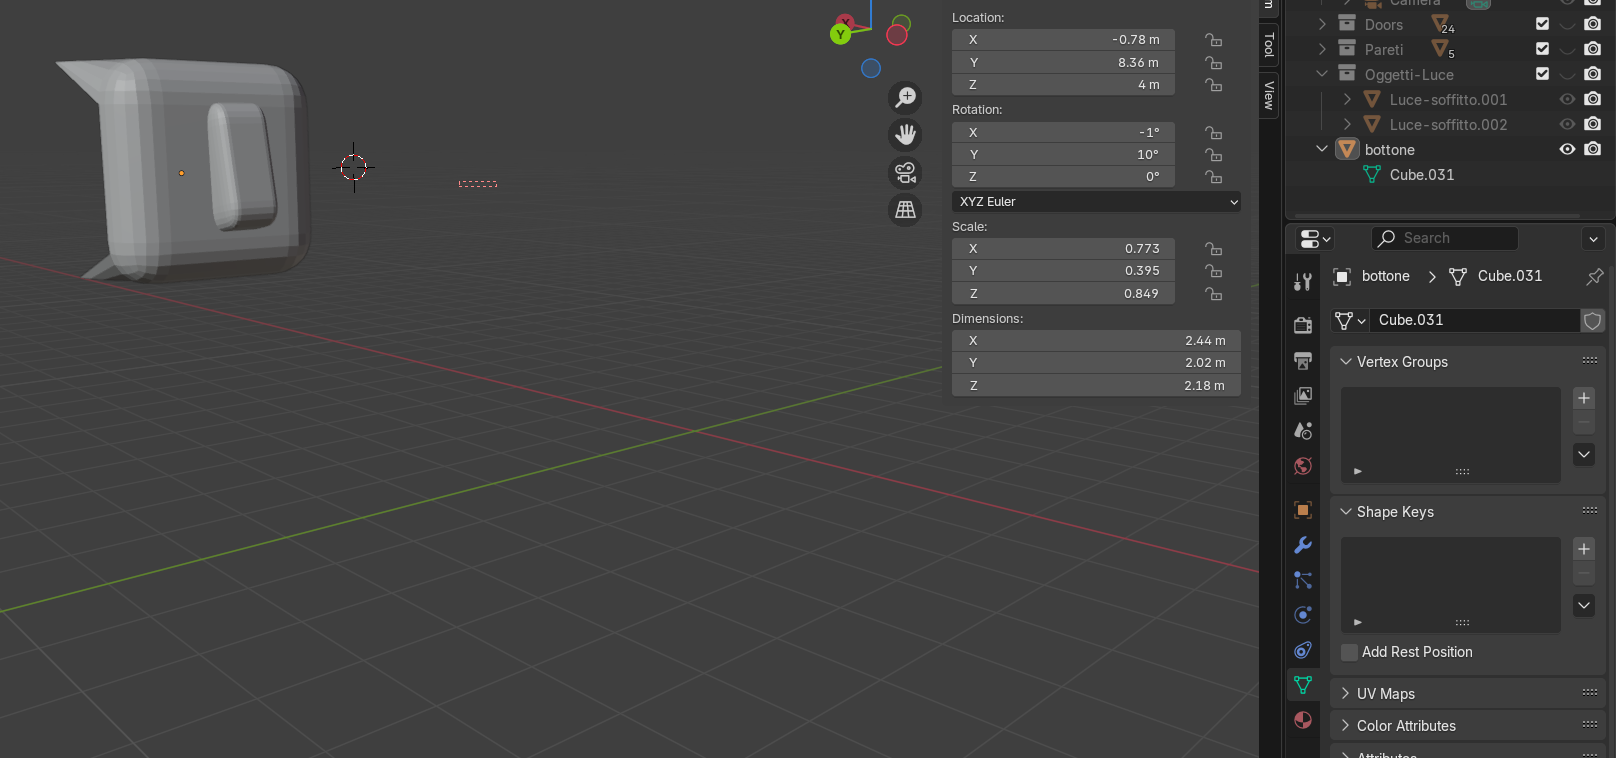 X
Y
Location:
X -0.78 m
Y 8.36 m
Z 4 m
Rotation:
X -1°
Y 10°
Z 0°
XYZ Euler
Scale:
X 0.773
Y 0.395
Z 0.849
Dimensions:
X 2.44 m
Y 2.02 m
Z 2.18 m
Tool
View
Camera
Doors 24
Pareti 5
Oggetti-Luce
Luce-soffitto.001
Luce-soffitto.002
bottone
Cube.031
Search
bottone > Cube.031
Cube.031
Vertex Groups
Shape Keys
Add Rest Position
UV Maps
Color Attributes
Attributes